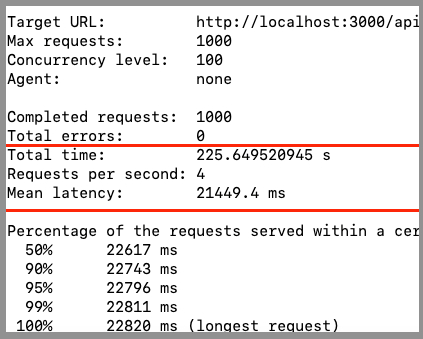 Target URL: http://localhost:3000/api
Max requests: 1000
Concurrency level: 100
Agent: none
Completed requests: 1000
Total errors: 0
Total time: 225.649520945 s
Requests per second: 4
Mean latency: 21449.4 ms
Percentage of the requests served within a cer
50% 22617 ms
90% 22743 ms
95% 22796 ms
99% 22811 ms
100% 22820 ms (longest request)